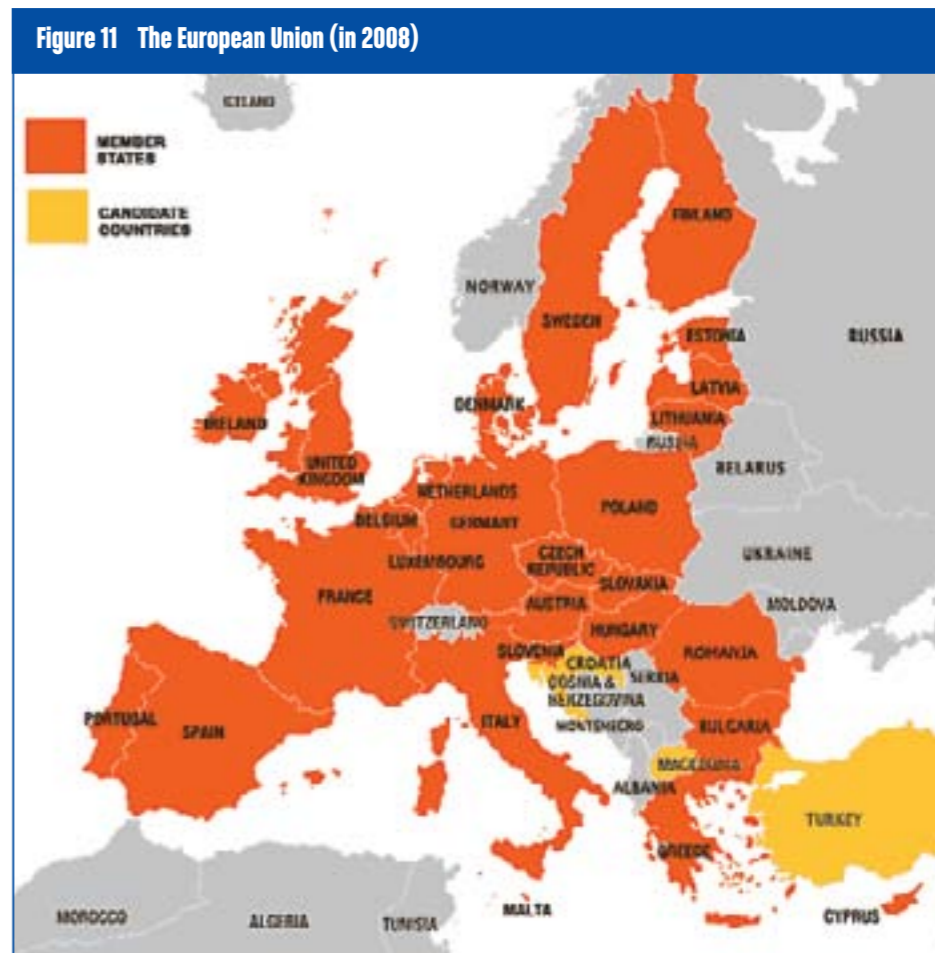 Figure 11 The European Union (in 2008)
ICELAND
MEMBER
STATES
CANDIDATE
COUNTRIES
FINLAND
NORWAY
SWEDEN
RUSSIA
ESTONIA
LATVIA
DENMARK
LITHUANIA
IRELAND
RUSSIA
BELARUS
UNITED
KINGDOM
NETHERLANDS
POLAND
BELGIUM
GERMANY
UKRAINE
CZECH
REPUBLIC
LUXEMBOURG
SLOVAKIA
FRANCE
AUSTRIA
MOLDOVA
SWITZERLAND
HUNGARY
SLOVENIA
ROMANIA
CROATIA
SERBIA
BOSNIA &
HERZEGOVINA
PORTUGAL
SPAIN
ITALY
MONTENEGRO
BULGARIA
MACEDONIA
ALBANIA
TURKEY
GREECE
MALTA
CYPRUS
MOROCCO
ALGERIA
TUNISIA